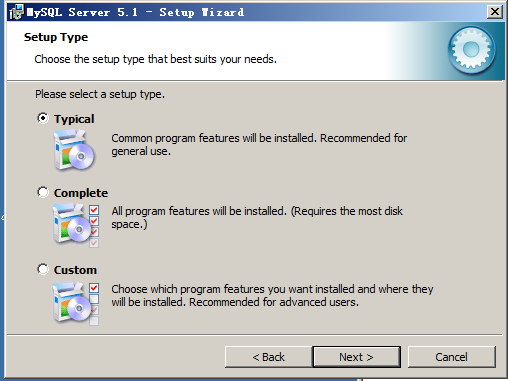 MySQL Server 5.1 - Setup Wizard
Setup Type
Choose the setup type that best suits your needs.
Please select a setup type.
Typical
Common program features will be installed. Recommended for
general use.
Complete
All program features will be installed. (Requires the most disk
space.)
Custom
Choose which program features you want installed and where they
will be installed. Recommended for advanced users.
< Back
Next >
Cancel